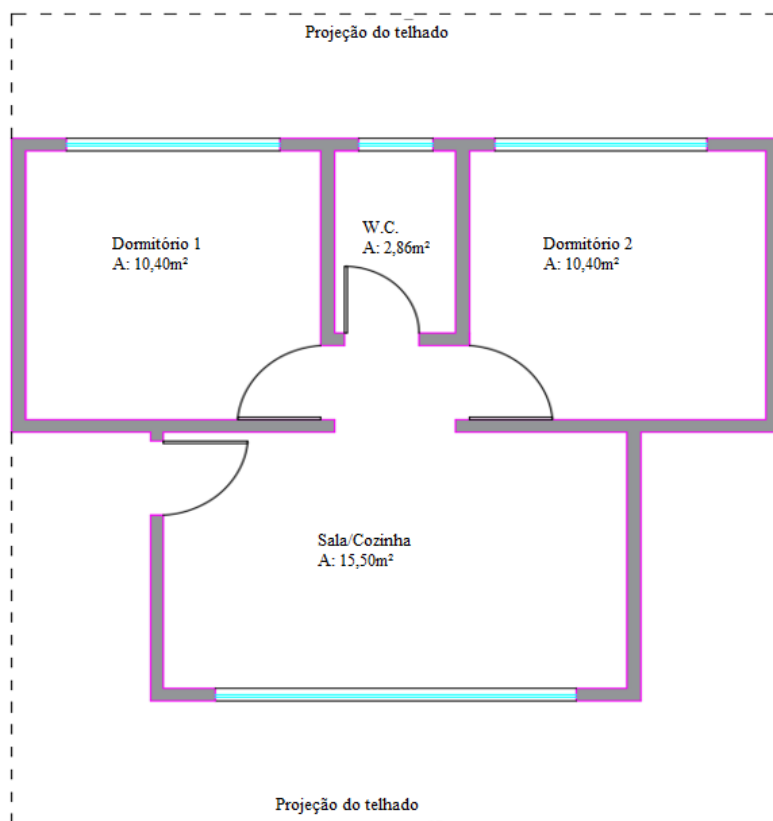 Projeção do telhado
W.C.
A: 2,86m²
Dormitório 1
A: 10,40m²
Dormitório 2
A: 10,40m²
Sala/Cozinha
A: 15,50m²
Projeção do telhado